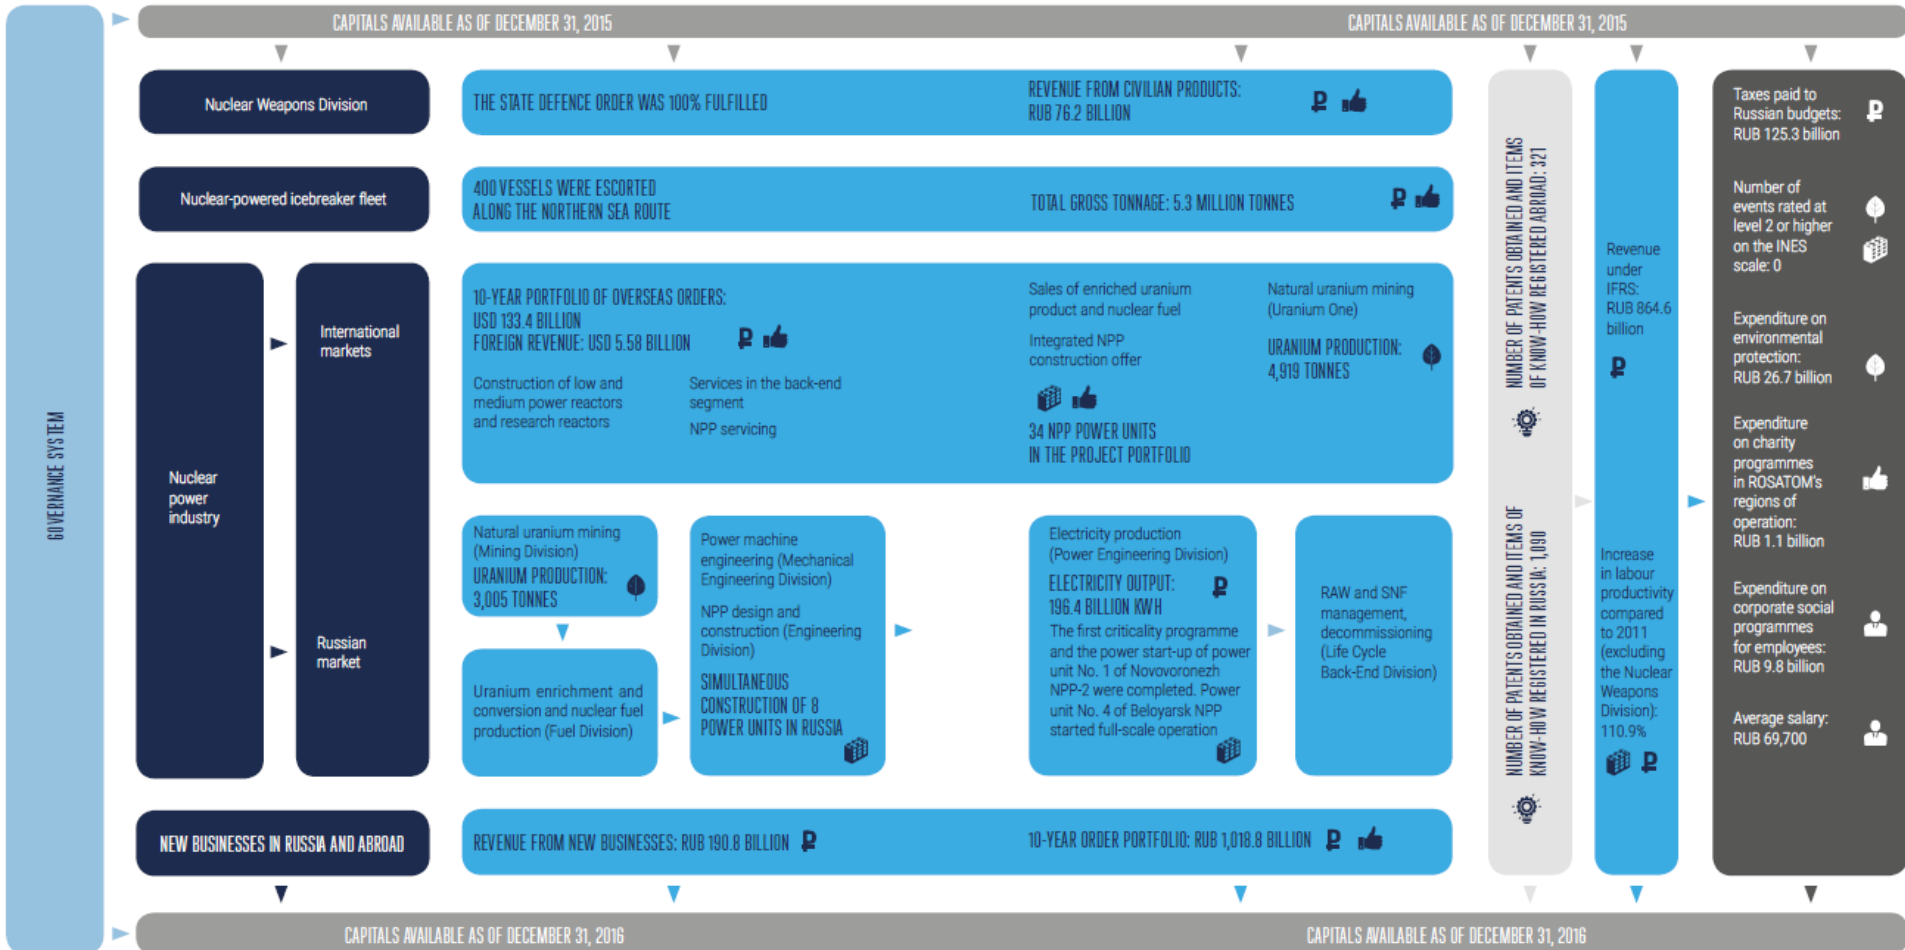 CAPITALS AVAILABLE AS OF DECEMBER 31, 2015
CAPITALS AVAILABLE AS OF DECEMBER 31, 2015
GOVERNANCE SYSTEM
Nuclear Weapons Division
THE STATE DEFENCE ORDER WAS 100% FULFILLED
REVENUE FROM CIVILIAN PRODUCTS:
RUB 76.2 BILLION
Nuclear-powered icebreaker fleet
400 VESSELS WERE ESCORTED
ALONG THE NORTHERN SEA ROUTE
TOTAL GROSS TONNAGE: 5.3 MILLION TONNES
Nuclear
power
industry
International
markets
10-YEAR PORTFOLIO OF OVERSEAS ORDERS:
USD 133.4 BILLION
FOREIGN REVENUE: USD 5.58 BILLION
Construction of low and
medium power reactors
and research reactors
Services in the back-end
segment
NPP servicing
Sales of enriched uranium
product and nuclear fuel
Integrated NPP
construction offer
34 NPP POWER UNITS
IN THE PROJECT PORTFOLIO
Natural uranium mining
(Uranium One)
URANIUM PRODUCTION:
4,919 TONNES
Russian
market
Natural uranium mining
(Mining Division)
URANIUM PRODUCTION:
3,005 TONNES
Uranium enrichment and
conversion and nuclear fuel
production (Fuel Division)
Power machine
engineering (Mechanical
Engineering Division)
NPP design and
construction (Engineering
Division)
SIMULTANEOUS
CONSTRUCTION OF 8
POWER UNITS IN RUSSIA
Electricity production
(Power Engineering Division)
ELECTRICITY OUTPUT:
196.4 BILLION KWH
The first criticality programme
and the power start-up of power
unit No. 1 of Novovoronezh
NPP-2 were completed. Power
unit No. 4 of Beloyarsk NPP
started full-scale operation
RAW and SNF
management,
decommissioning
(Life Cycle
Back-End Division)
NEW BUSINESSES IN RUSSIA AND ABROAD
REVENUE FROM NEW BUSINESSES: RUB 190.8 BILLION
10-YEAR ORDER PORTFOLIO: RUB 1,018.8 BILLION
NUMBER OF PATENTS OBTAINED AND ITEMS
OF KNOW-HOW REGISTERED ABROAD: 321
NUMBER OF PATENTS OBTAINED AND ITEMS OF
KNOW-HOW REGISTERED IN RUSSIA: 1,090
Revenue
under
IFRS:
RUB 864.6
billion
Increase
in labour
productivity
compared
to 2011
(excluding
the Nuclear
Weapons
Division):
110.9%
Taxes paid to
Russian budgets:
RUB 125.3 billion
Number of
events rated at
level 2 or higher
on the INES
scale: 0
Expenditure on
environmental
protection:
RUB 26.7 billion
Expenditure
on charity
programmes
in ROSATOM's
regions of
operation:
RUB 1.1 billion
Expenditure on
corporate social
programmes
for employees:
RUB 9.8 billion
Average salary:
RUB 69,700
CAPITALS AVAILABLE AS OF DECEMBER 31, 2016
CAPITALS AVAILABLE AS OF DECEMBER 31, 2016